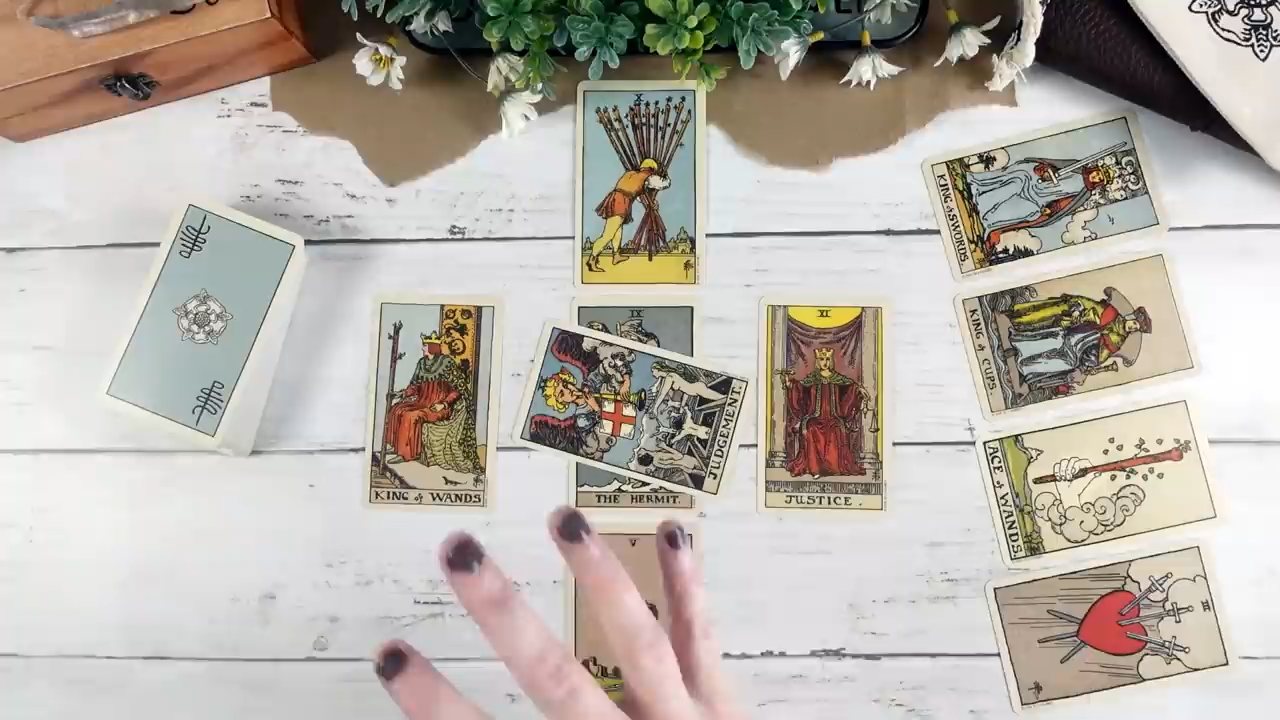 X
KING of SWORDS.
KING of WANDS
IX
THE HERMIT.
JUDGEMENT.
XI
JUSTICE.
KING of CUPS.
ACE of WANDS.
V
III